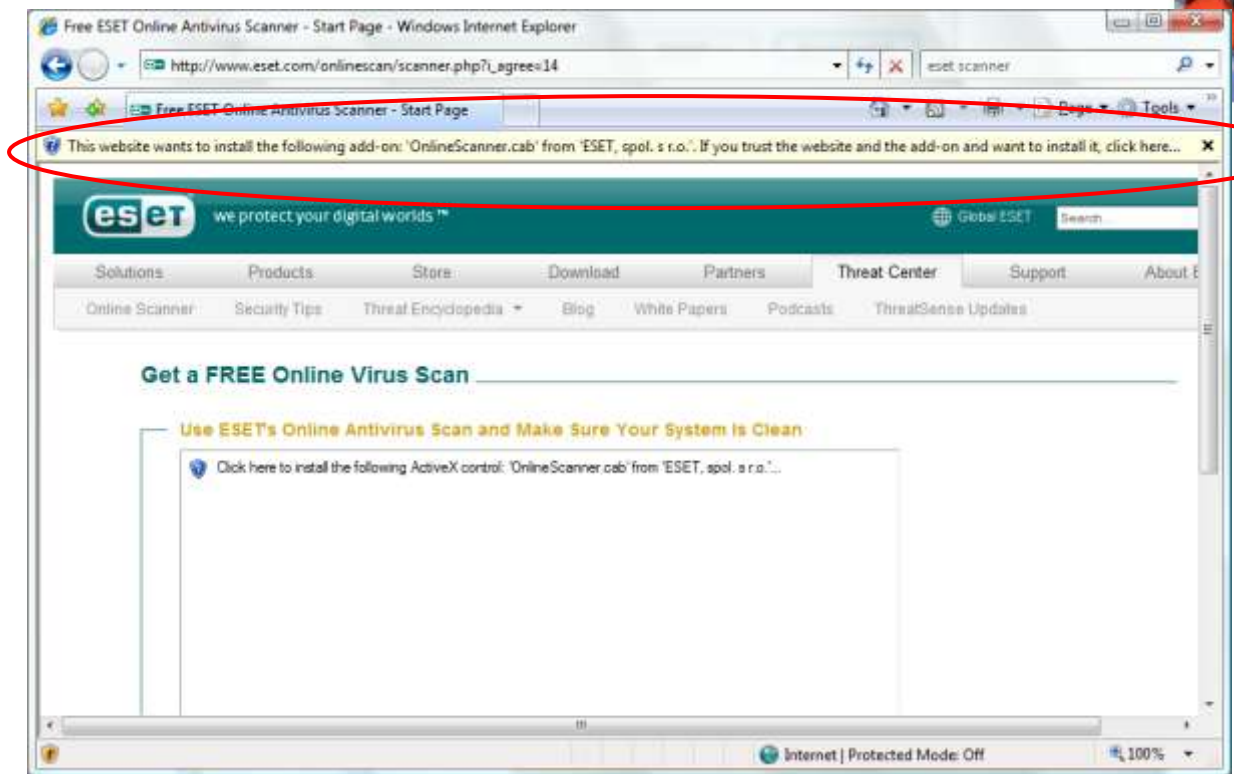 Free ESET Online Antivirus Scanner - Start Page - Windows Internet Explorer
http://www.eset.com/onlinescan/scanner.php?i_agree=14 eset scanner
Free ESET Online Antivirus Scanner - Start Page Page Tools
This website wants to install the following add-on: 'OnlineScanner.cab' from 'ESET, spol. s r.o.'. If you trust the website and the add-on and want to install it, click here...
eseT we protect your digital worlds ™ Global ESET Search
Solutions Products Store Download Partners Threat Center Support About E
Online Scanner Security Tips Threat Encyclopedia Blog White Papers Podcasts ThreatSense Updates
Get a FREE Online Virus Scan
Use ESET's Online Antivirus Scan and Make Sure Your System Is Clean
Click here to install the following ActiveX control: 'OnlineScanner.cab' from 'ESET, spol. s r.o.'...
Internet | Protected Mode: Off 100%